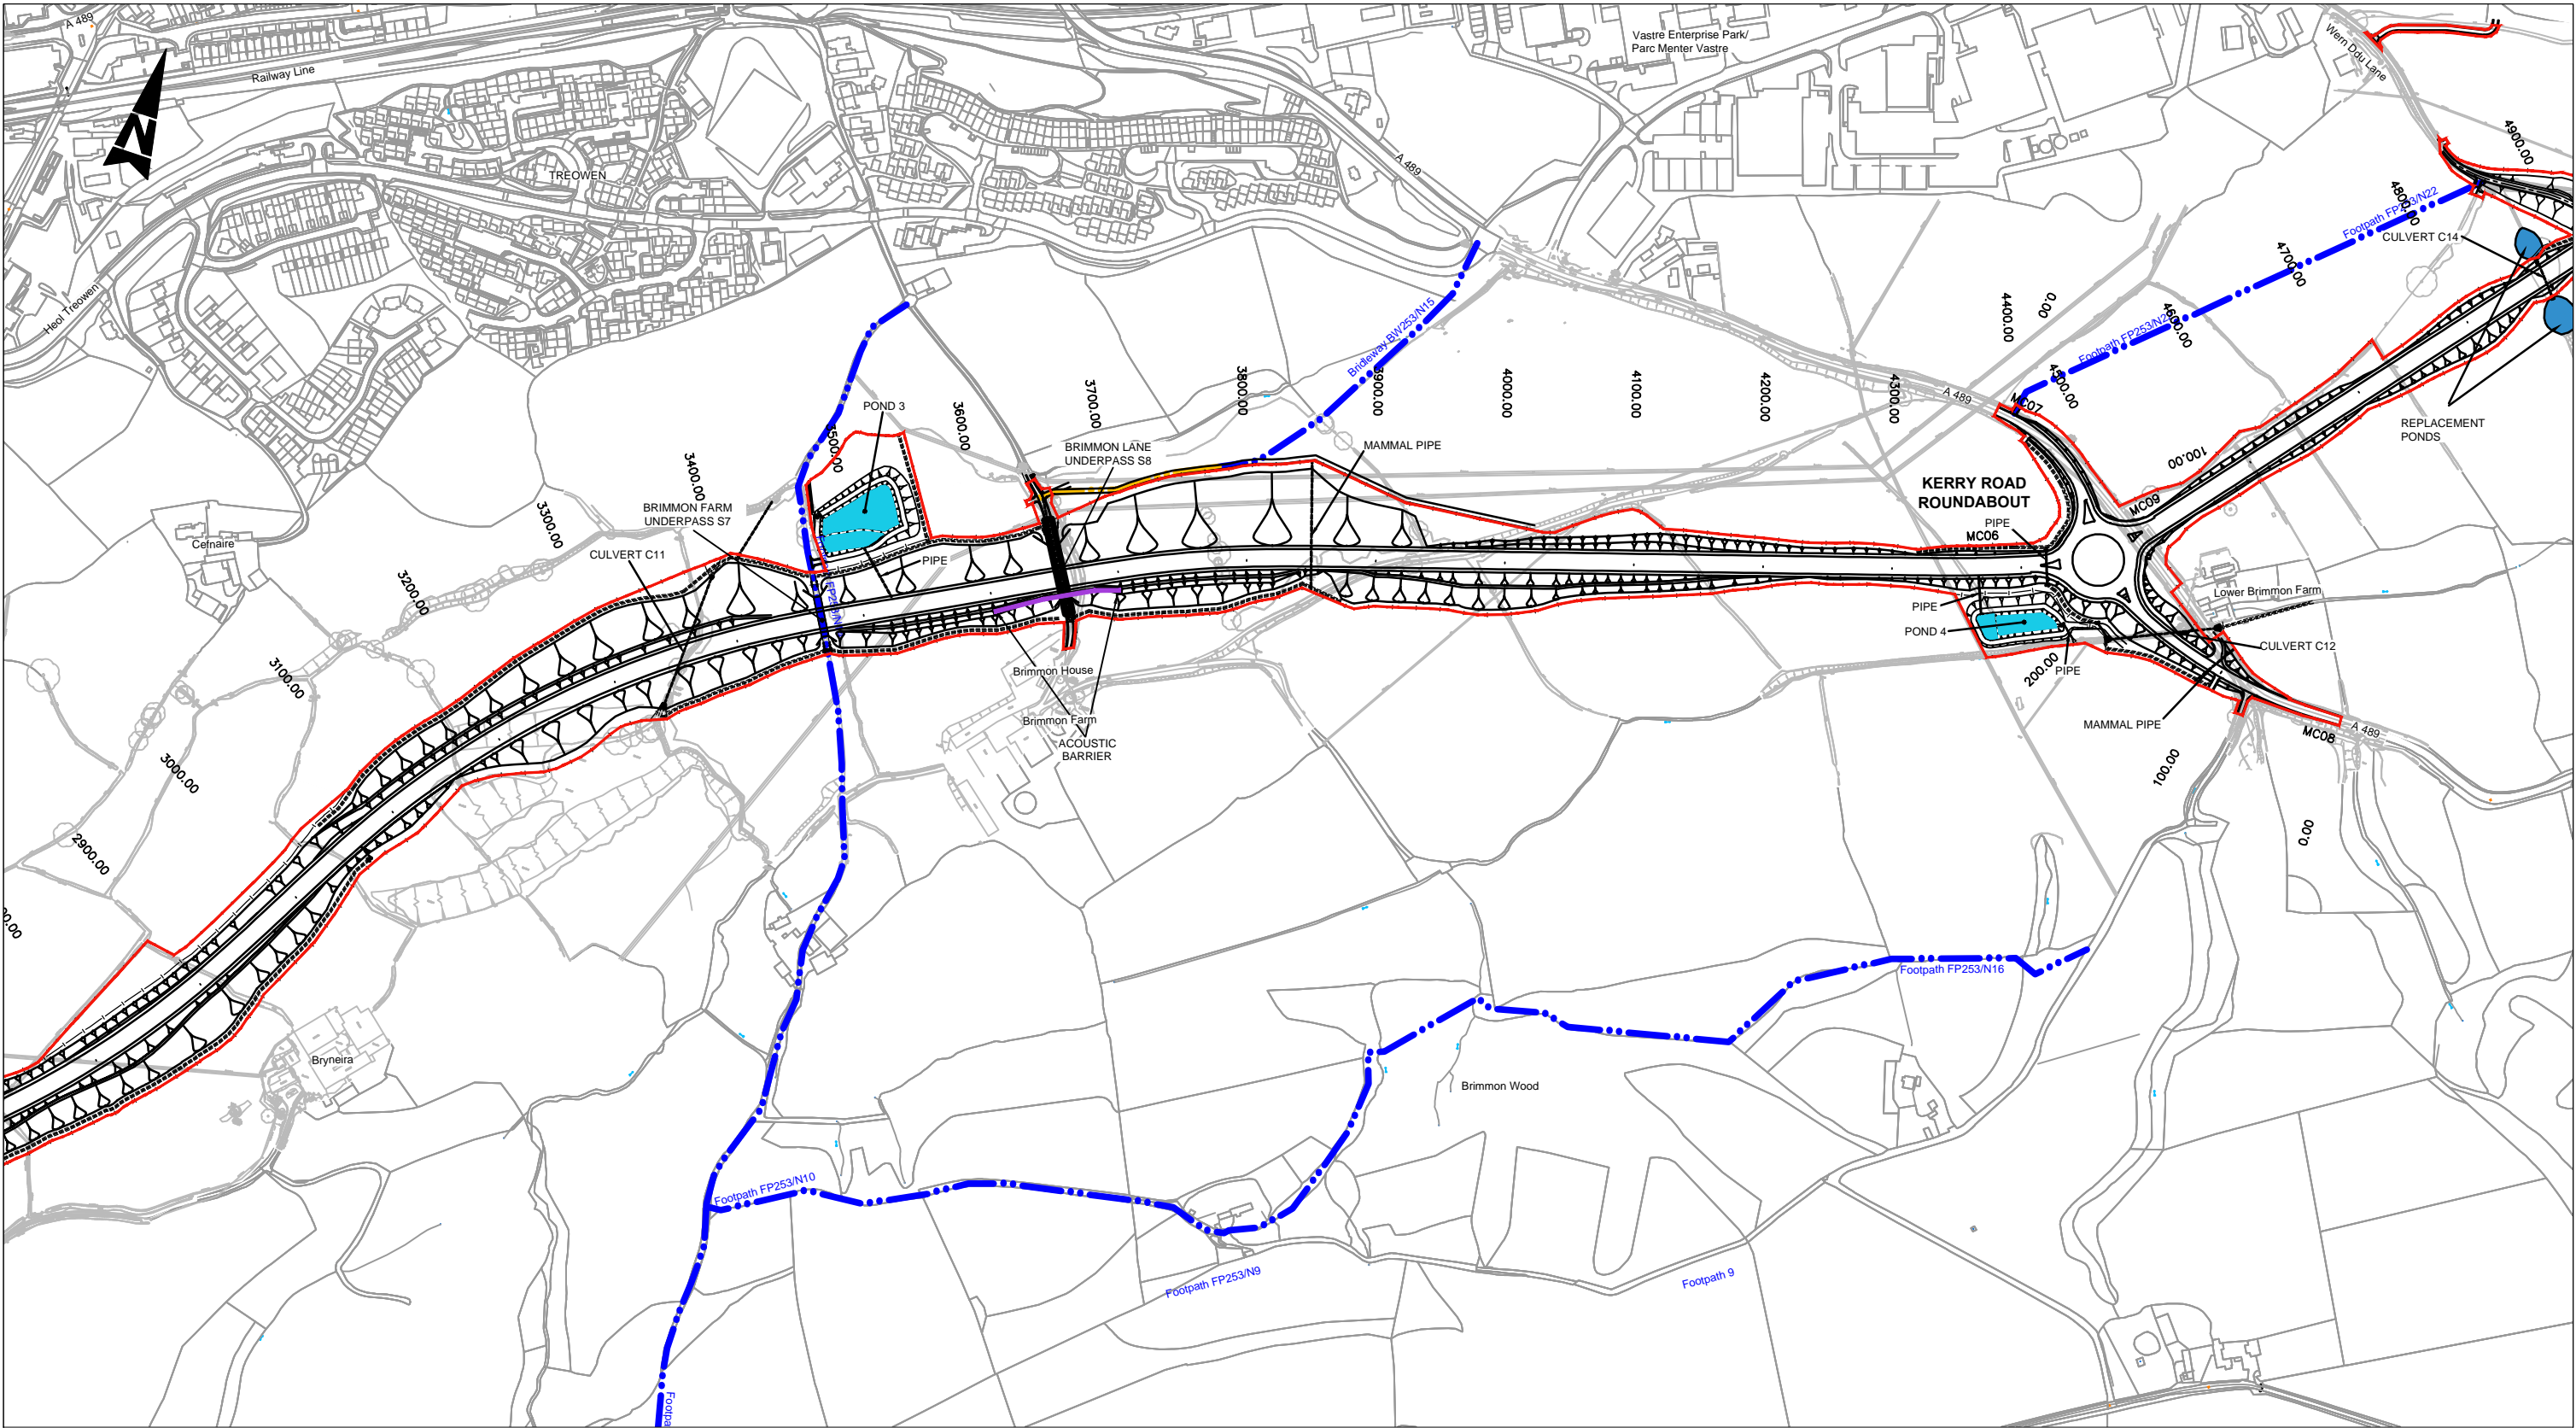 A 489
Railway Line
N
TREOWEN
Heol Treowen
Vastre Enterprise Park/
Parc Menter Vastre
Wern Ddu Lane
A 489
4900.00
4800.00
Footpath FP253/N22
CULVERT C14
4700.00
4600.00
4500.00
4400.00
0.00
Bridleway BW253/N15
REPLACEMENT
PONDS
100.00
MC07
MC09
A 489
KERRY ROAD
ROUNDABOUT
PIPE
MC06
4300.00
4200.00
4100.00
4000.00
3900.00
3800.00
3700.00
3600.00
3500.00
3400.00
3300.00
3200.00
3100.00
3000.00
2900.00
POND 3
BRIMMON LANE
UNDERPASS S8
MAMMAL PIPE
BRIMMON FARM
UNDERPASS S7
CULVERT C11
PIPE
Cefnaire
Lower Brimmon Farm
PIPE
POND 4
CULVERT C12
200.00
PIPE
MAMMAL PIPE
A 489
MC08
100.00
0.00
Brimmon House
Brimmon Farm
ACOUSTIC
BARRIER
Bryneira
Footpath FP253/N16
Brimmon Wood
Footpath FP253/N10
Footpath FP253/N9
Footpath 9